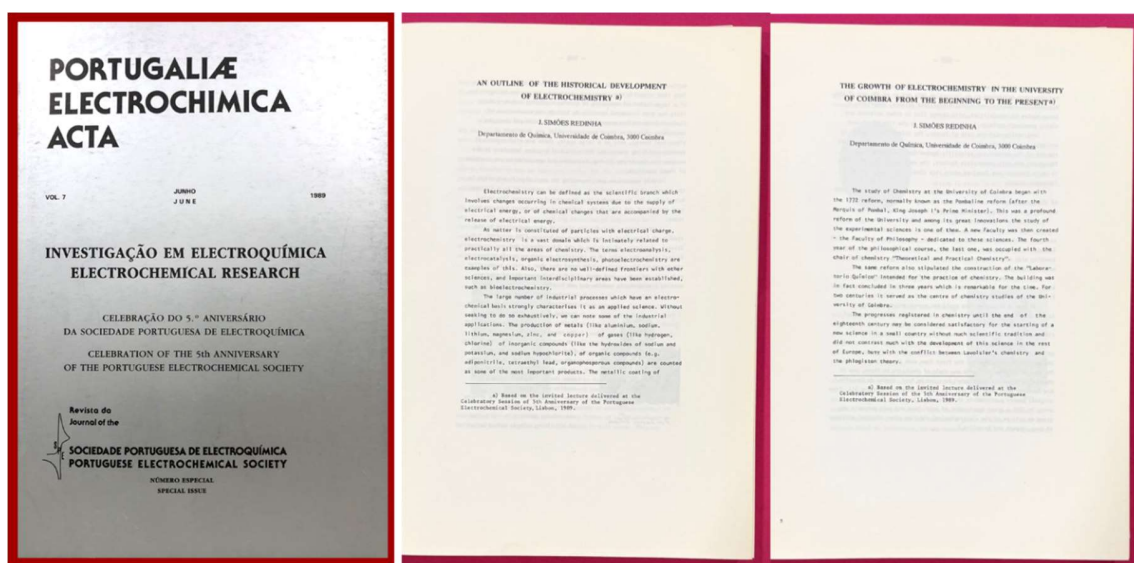 PORTUGALIÆ
ELECTROCHIMICA
ACTA
VOL. 7
JUNHO
JUNE
1989
INVESTIGAÇÃO EM ELECTROQUÍMICA
ELECTROCHEMICAL RESEARCH
CELEBRAÇÃO DO 5.º ANIVERSÁRIO
DA SOCIEDADE PORTUGUESA DE ELECTROQUÍMICA
CELEBRATION OF THE 5th ANNIVERSARY
OF THE PORTUGUESE ELECTROCHEMICAL SOCIETY
Revista da
Journal of the
SOCIEDADE PORTUGUESA DE ELECTROQUÍMICA
PORTUGUESE ELECTROCHEMICAL SOCIETY
NÚMERO ESPECIAL
SPECIAL ISSUE
AN OUTLINE OF THE HISTORICAL DEVELOPMENT
OF ELECTROCHEMISTRY a)
J. SIMÕES REDINHA
Departamento de Química, Universidade de Coimbra, 3000 Coimbra
Electrochemistry can be defined as the scientific branch which
involves changes occurring in chemical systems due to the supply of
electrical energy, or of chemical changes that are accompanied by the
release of electrical energy.
As matter is constituted of particles with electrical charge,
electrochemistry is a vast domain which is intimately related to
practically all the areas of chemistry. The terms electroanalysis,
electrocatalysis, organic electrosynthesis, photoelectrochemistry are
examples of this. Also, there are no well-defined frontiers with other
sciences, and important interdisciplinary areas have been established,
such as bioelectrochemistry.
The large number of industrial processes which have an electro-
chemical basis strongly characterises it as an applied science. Without
seeking to do so exhaustively, we can note some of the industrial
applications. The production of metals (like aluminium, sodium,
lithium, magnesium, zinc, and copper) of gases (like hydrogen,
chlorine) of inorganic compounds (like the hydroxides of sodium and
potassium, and sodium hypochlorite), of organic compounds (e.g.
adiponitrile, tetraethyl lead, organophosporous compounds) are counted
as some of the most important products. The metallic coating of
a) Based on the invited lecture delivered at the
Celebratory Session of 5th Anniversary of the Portuguese
Electrochemical Society, Lisbon, 1989.
THE GROWTH OF ELECTROCHEMISTRY IN THE UNIVERSITY
OF COIMBRA FROM THE BEGINNING TO THE PRESENT a)
J. SIMÕES REDINHA
Departamento de Química, Universidade de Coimbra, 3000 Coimbra
The study of Chemistry at the University of Coimbra began with
the 1772 reform, normally known as the Pombaline reform (after the
Marquis of Pombal, King Joseph I's Prime Minister). This was a profound
reform of the University and among its great innovations the study of
the experimental sciences is one of them. A new faculty was then created
- the Faculty of Philosophy - dedicated to these sciences. The fourth
year of the philosophical course, the last one, was occupied with the
chair of chemistry "Theoretical and Practical Chemistry".
The same reform also stipulated the construction of the "Labora-
torio Químico" intended for the practice of chemistry. The building was
in fact concluded in three years which is remarkable for the time. For
two centuries it served as the centre of chemistry studies of the Uni-
versity of Coimbra.
The progresses registered in chemistry until the end of the
eighteenth century may be considered satisfactory for the starting of a
new science in a small country without much scientific tradition and
did not contrast much with the development of this science in the rest
of Europe, busy with the conflict between Lavoisier's chemistry and
the phlogiston theory.
a) Based on the invited lecture delivered at the
Celebratory Session of the 5th Anniversary of the Portuguese
Electrochemical Society, Lisbon, 1989.